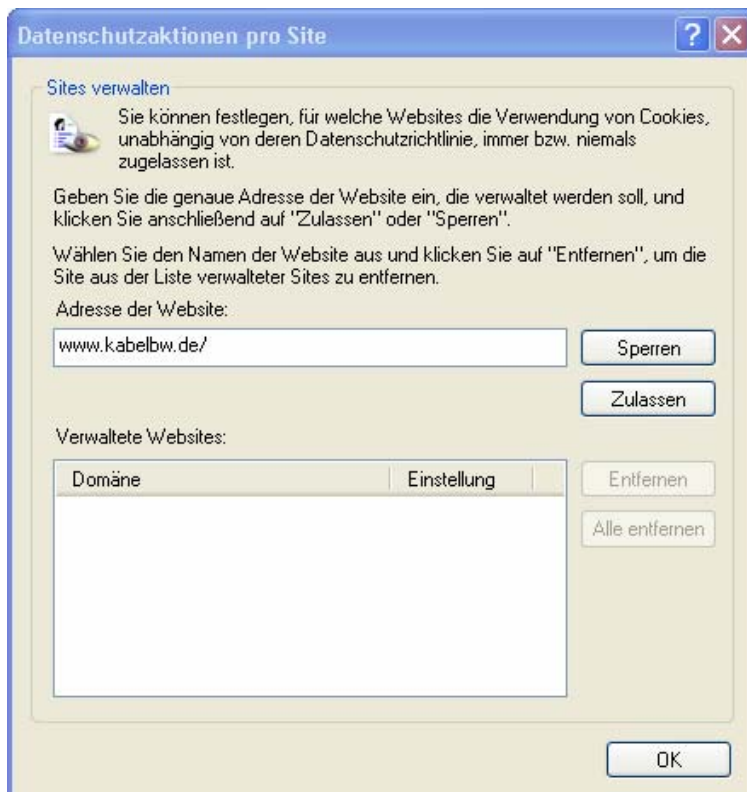 Datenschutzaktionen pro Site
Sites verwalten
Sie können festlegen, für welche Websites die Verwendung von Cookies,
unabhängig von deren Datenschutzrichtlinie, immer bzw. niemals
zugelassen ist.
Geben Sie die genaue Adresse der Website ein, die verwaltet werden soll, und
klicken Sie anschließend auf "Zulassen" oder "Sperren".
Wählen Sie den Namen der Website aus und klicken Sie auf "Entfernen", um die
Site aus der Liste verwalteter Sites zu entfernen.
Adresse der Website:
www.kabelbw.de/
Sperren
Zulassen
Verwaltete Websites:
Domäne Einstellung
Entfernen
Alle entfernen
OK